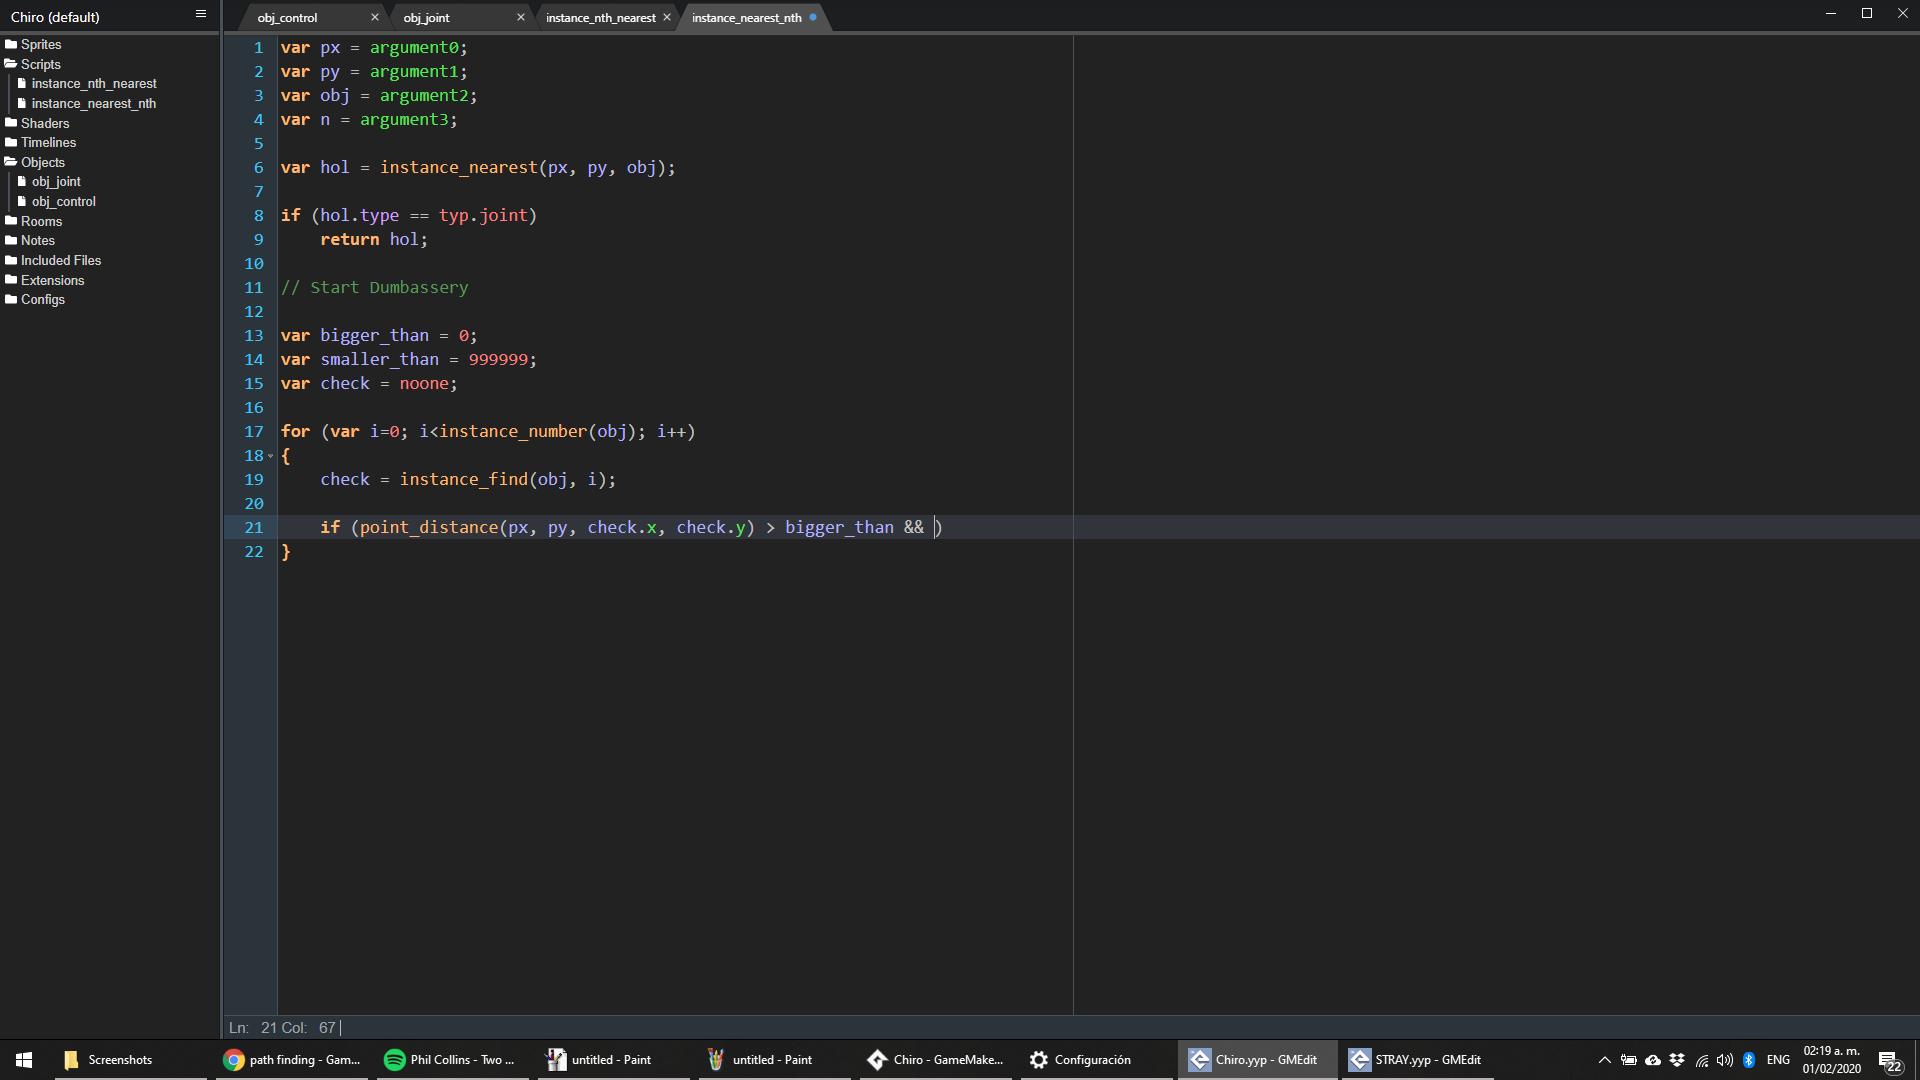 Chiro (default)
obj_control
obj_joint
instance_nth_nearest
instance_nearest_nth
Sprites
Scripts
instance_nth_nearest
instance_nearest_nth
Shaders
Timelines
Objects
obj_joint
obj_control
Rooms
Notes
Included Files
Extensions
Configs
1 var px = argument0;
2 var py = argument1;
3 var obj = argument2;
4 var n = argument3;
5
6 var hol = instance_nearest(px, py, obj);
7
8 if (hol.type == typ.joint)
9 return hol;
10
11 // Start Dumbassery
12
13 var bigger_than = 0;
14 var smaller_than = 999999;
15 var check = noone;
16
17 for (var i=0; i<instance_number(obj); i++)
18 {
19 check = instance_find(obj, i);
20
21 if (point_distance(px, py, check.x, check.y) > bigger_than && )
22 }
Ln: 21 Col: 67
Screenshots
path finding - Gam...
Phil Collins - Two ...
untitled - Paint
untitled - Paint
Chiro - GameMake...
Configuración
Chiro.yyp - GMEdit
STRAY.yyp - GMEdit
ENG
02:19 a. m.
01/02/2020
22